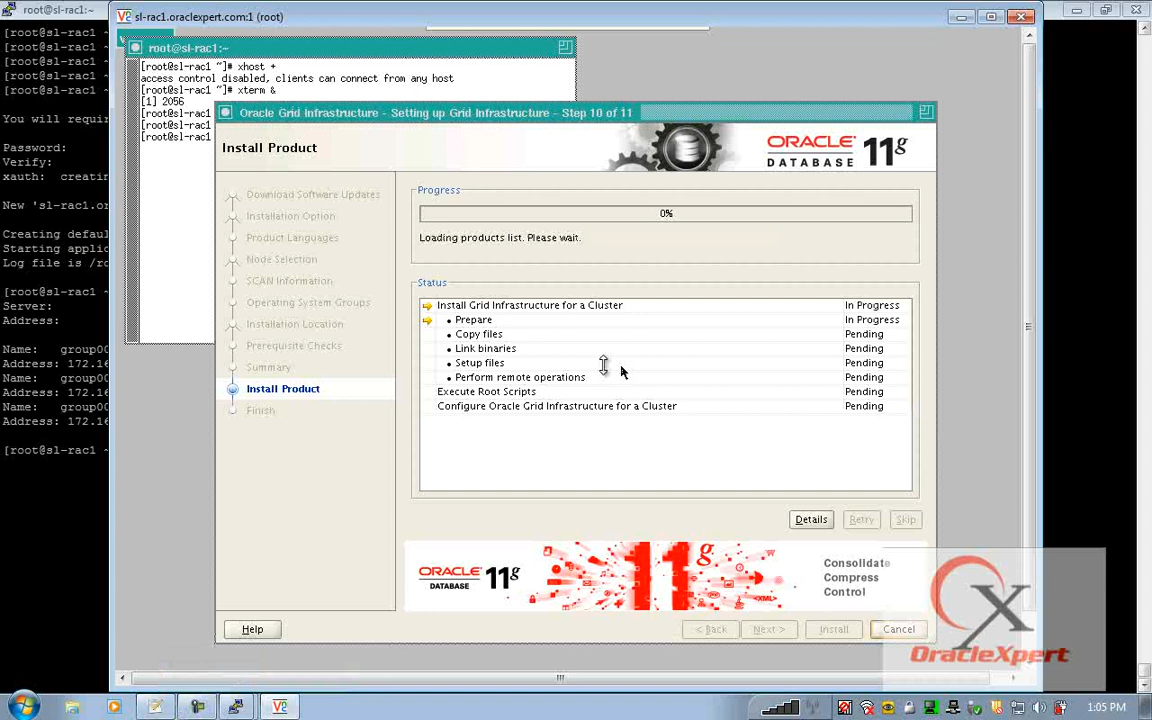 root@sl-rac1:~
sl-rac1.oraclexpert.com:1 (root)
[root@sl-rac1 ~
[root@sl-rac1 ~
[root@sl-rac1 ~
[root@sl-rac1 ~
[root@sl-rac1 ~
You will requir
Password:
Verify:
xauth: creatin
New 'sl-rac1.or
Creating defaul
Starting applic
Log file is /ro
[root@sl-rac1 ~
Server:
Address:
Name: group00
Address: 172.16
Name: group00
Address: 172.16
Name: group00
Address: 172.16
[root@sl-rac1 ~
root@sl-rac1:~
[root@sl-rac1 ~]# xhost +
access control disabled, clients can connect from any host
[root@sl-rac1 ~]# xterm &
[1] 2056
[root@sl-rac1
[root@sl-rac1
[root@sl-rac1
Oracle Grid Infrastructure - Setting up Grid Infrastructure - Step 10 of 11
Install Product
ORACLE DATABASE 11g
Download Software Updates
Installation Option
Product Languages
Node Selection
SCAN Information
Operating System Groups
Installation Location
Prerequisite Checks
Summary
Install Product
Finish
Progress
0%
Loading products list. Please wait.
Status
Install Grid Infrastructure for a Cluster In Progress
• Prepare In Progress
• Copy files Pending
• Link binaries Pending
• Setup files Pending
• Perform remote operations Pending
Execute Root Scripts Pending
Configure Oracle Grid Infrastructure for a Cluster Pending
Details Retry Skip
ORACLE DATABASE 11g
11g
Consolidate
Compress
Control
Help < Back Next > Install Cancel
X
OracleXpert
1:05 PM